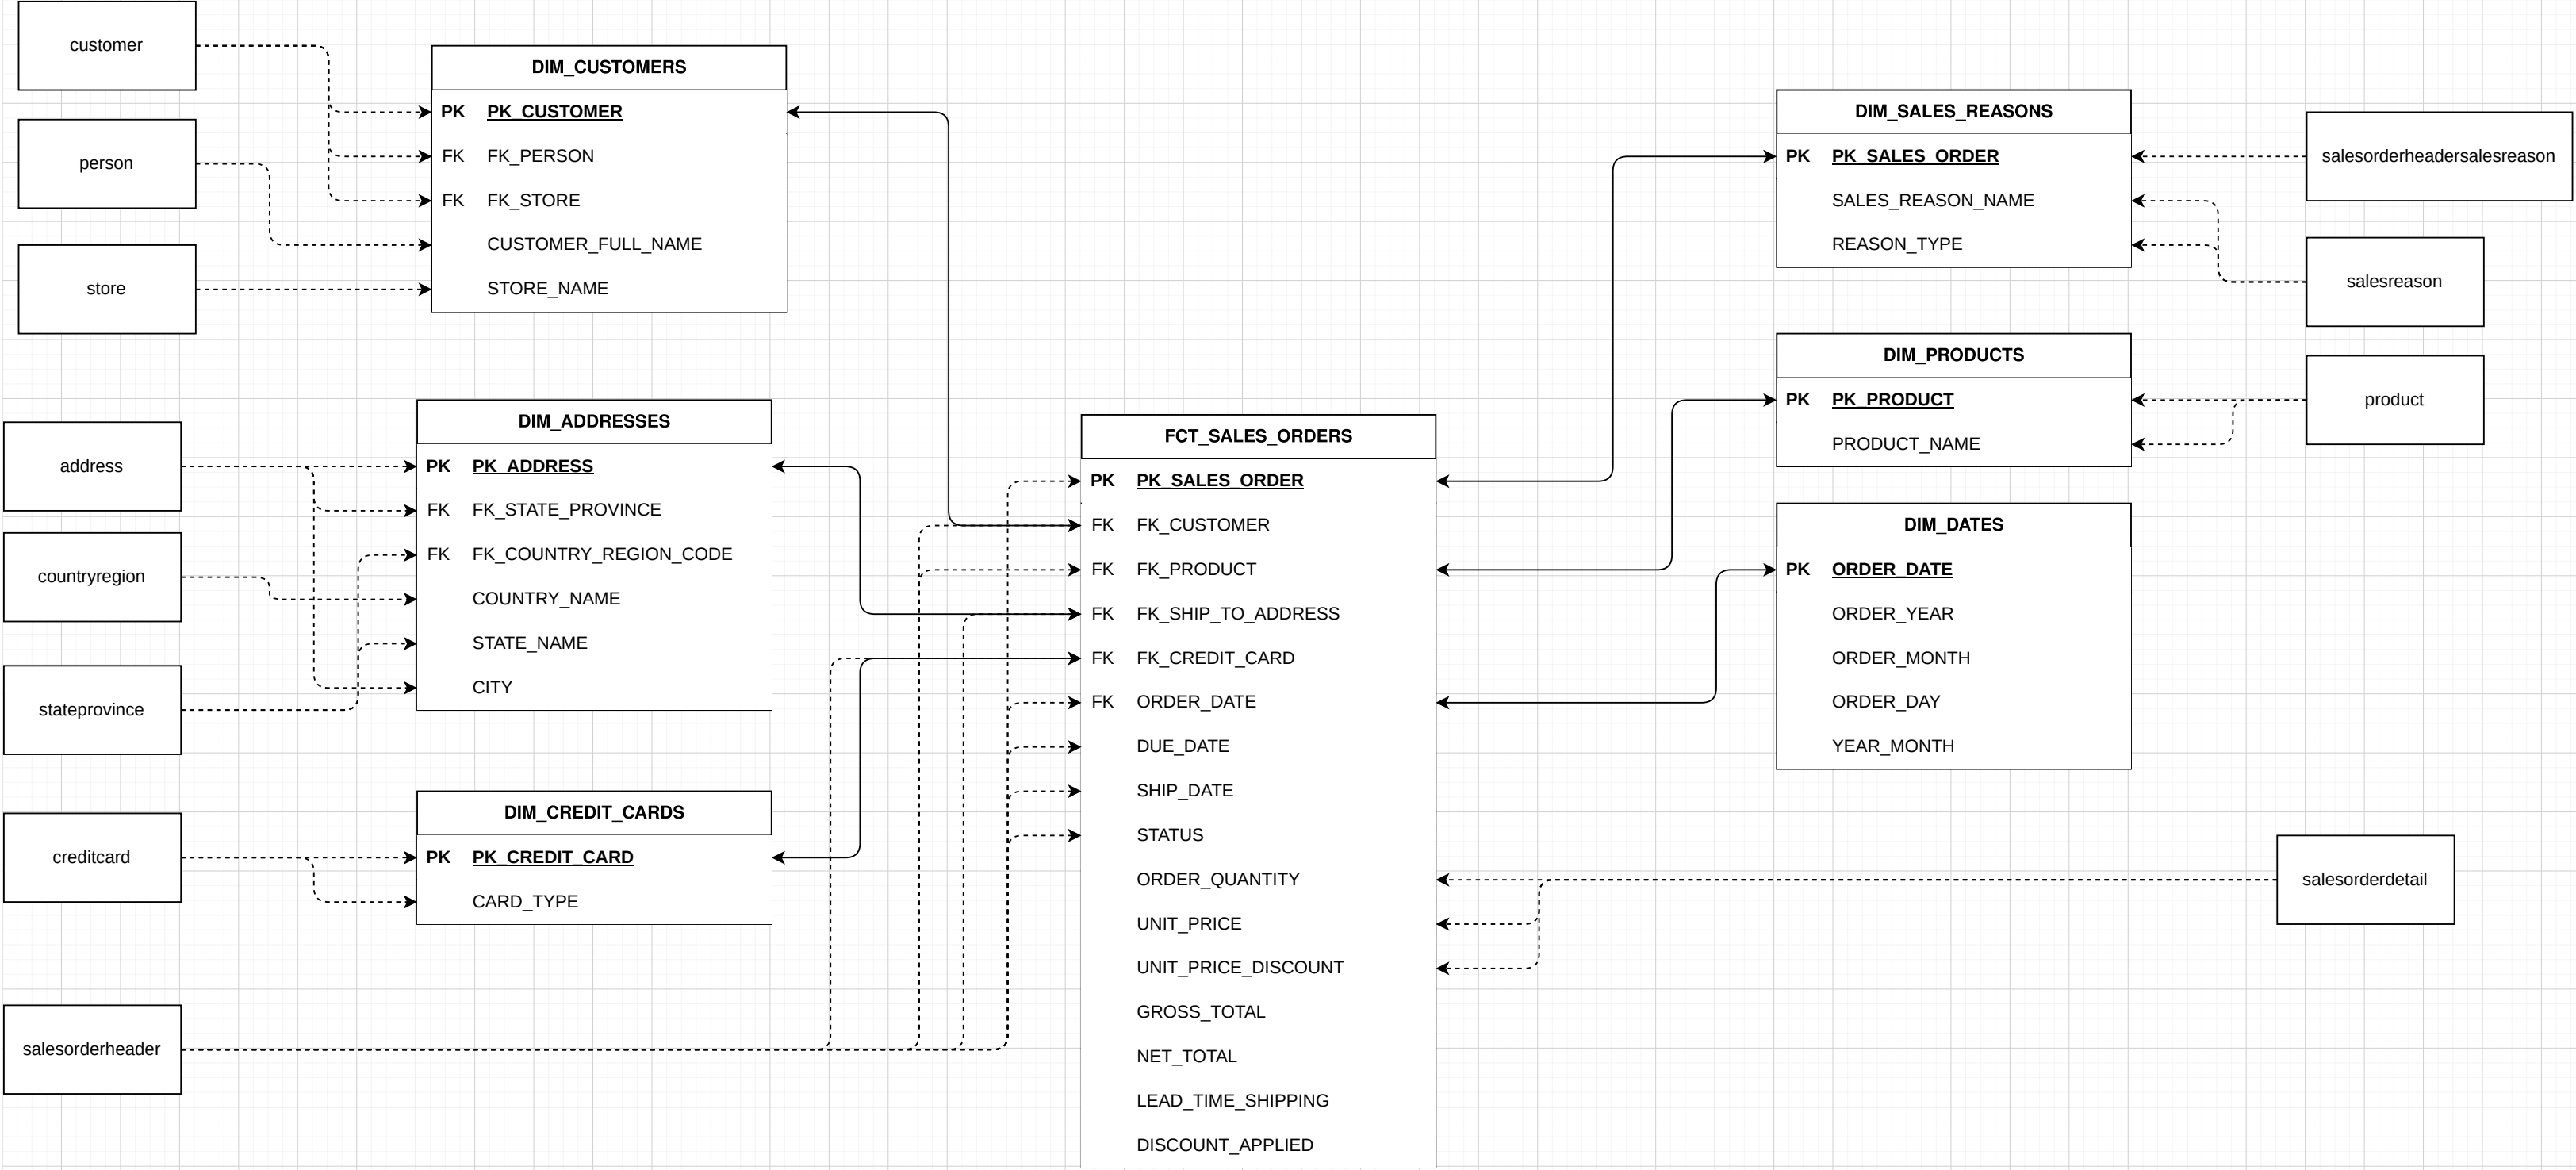 customer
person
store
DIM_CUSTOMERS
PK PK_CUSTOMER
FK FK_PERSON
FK FK_STORE
CUSTOMER_FULL_NAME
STORE_NAME
address
countryregion
stateprovince
DIM_ADDRESSES
PK PK_ADDRESS
FK FK_STATE_PROVINCE
FK FK_COUNTRY_REGION_CODE
COUNTRY_NAME
STATE_NAME
CITY
creditcard
DIM_CREDIT_CARDS
PK PK_CREDIT_CARD
CARD_TYPE
salesorderheader
FCT_SALES_ORDERS
PK PK_SALES_ORDER
FK FK_CUSTOMER
FK FK_PRODUCT
FK FK_SHIP_TO_ADDRESS
FK FK_CREDIT_CARD
FK ORDER_DATE
DUE_DATE
SHIP_DATE
STATUS
ORDER_QUANTITY
UNIT_PRICE
UNIT_PRICE_DISCOUNT
GROSS_TOTAL
NET_TOTAL
LEAD_TIME_SHIPPING
DISCOUNT_APPLIED
DIM_SALES_REASONS
PK PK_SALES_ORDER
SALES_REASON_NAME
REASON_TYPE
salesorderheadersalesreason
salesreason
DIM_PRODUCTS
PK PK_PRODUCT
PRODUCT_NAME
product
DIM_DATES
PK ORDER_DATE
ORDER_YEAR
ORDER_MONTH
ORDER_DAY
YEAR_MONTH
salesorderdetail